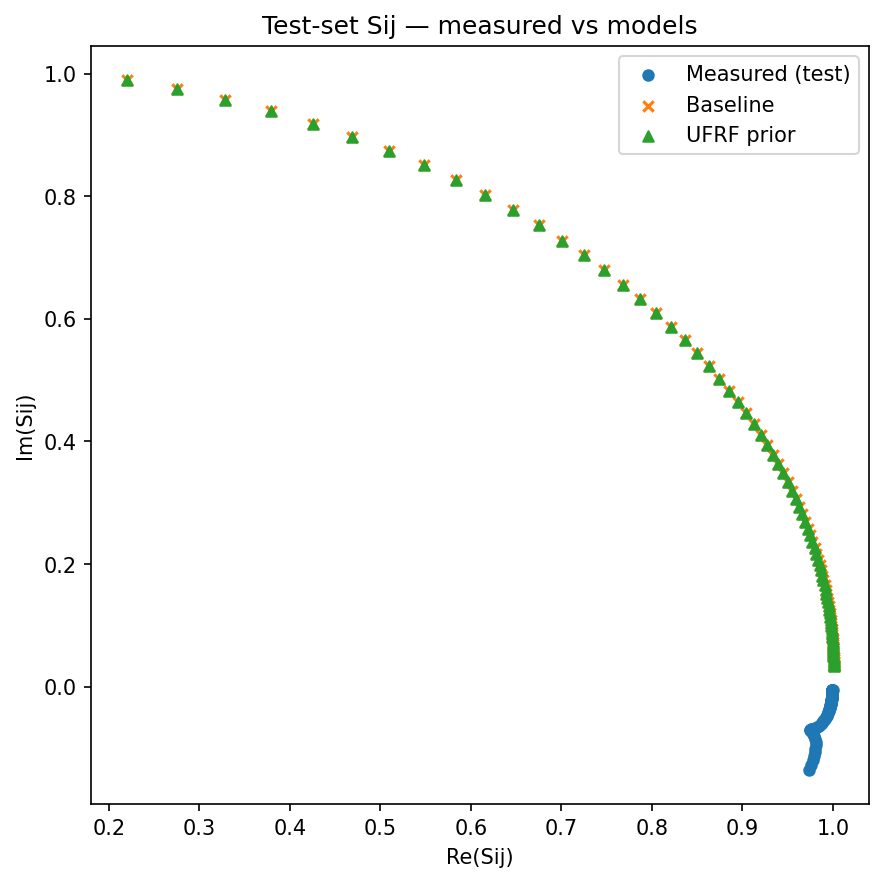 Test-set Sij — measured vs models
Measured (test)
Baseline
UFRF prior
1.0
0.8
0.6
0.4
0.2
0.0
Im(Sij)
0.2 0.3 0.4 0.5 0.6 0.7 0.8 0.9 1.0
Re(Sij)